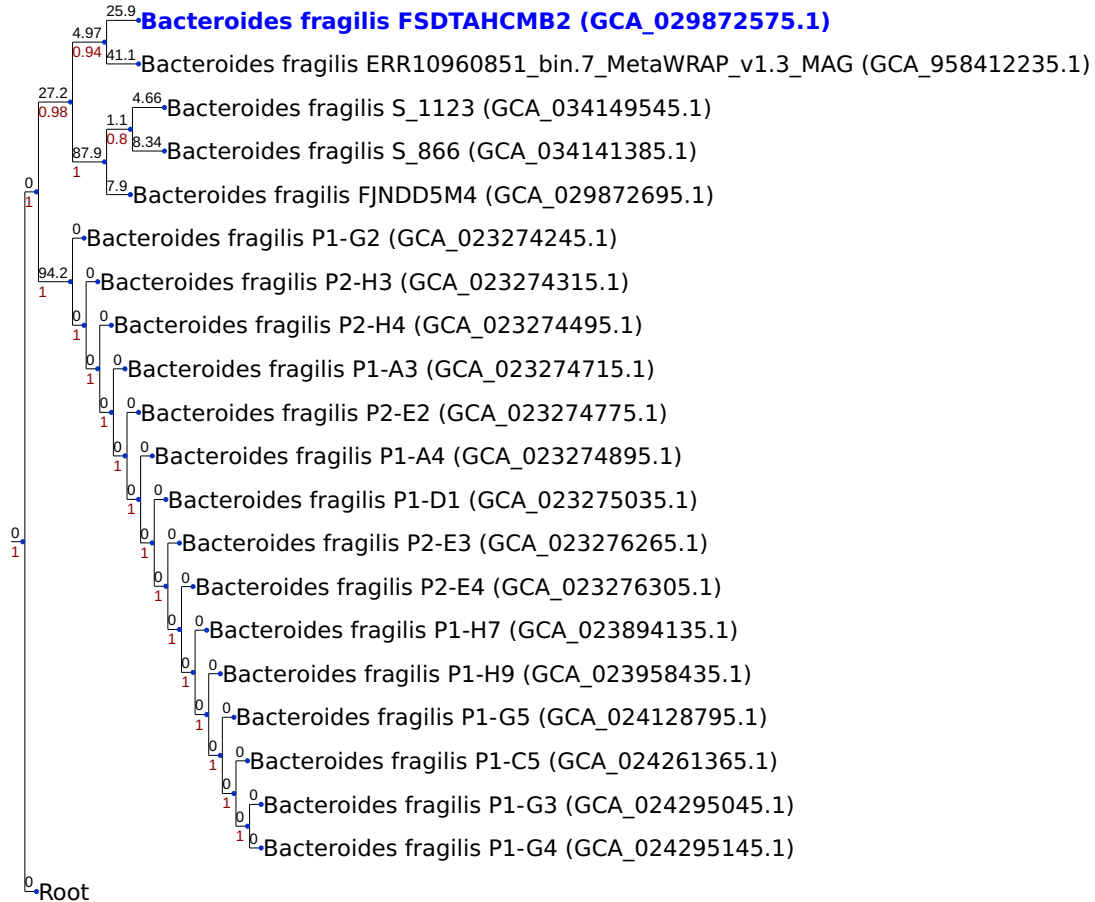 25.9
Bacteroides fragilis FSDTAHCMB2 (GCA_029872575.1)
4.97
0.94
41.1
Bacteroides fragilis ERR10960851_bin.7_MetaWRAP_v1.3_MAG (GCA_958412235.1)
27.2
0.98
4.66
Bacteroides fragilis S_1123 (GCA_034149545.1)
1.1
0.8
8.34
Bacteroides fragilis S_866 (GCA_034141385.1)
87.9
1
7.9
Bacteroides fragilis FJNDD5M4 (GCA_029872695.1)
0
1
0
Bacteroides fragilis P1-G2 (GCA_023274245.1)
94.2
1
0
Bacteroides fragilis P2-H3 (GCA_023274315.1)
0
1
0
Bacteroides fragilis P2-H4 (GCA_023274495.1)
0
1
0
Bacteroides fragilis P1-A3 (GCA_023274715.1)
0
1
0
Bacteroides fragilis P2-E2 (GCA_023274775.1)
0
1
0
Bacteroides fragilis P1-A4 (GCA_023274895.1)
0
1
0
Bacteroides fragilis P1-D1 (GCA_023275035.1)
0
1
0
Bacteroides fragilis P2-E3 (GCA_023276265.1)
0
1
0
Bacteroides fragilis P2-E4 (GCA_023276305.1)
0
1
0
Bacteroides fragilis P1-H7 (GCA_023894135.1)
0
1
0
Bacteroides fragilis P1-H9 (GCA_023958435.1)
0
1
0
Bacteroides fragilis P1-G5 (GCA_024128795.1)
0
1
0
Bacteroides fragilis P1-C5 (GCA_024261365.1)
0
1
0
Bacteroides fragilis P1-G3 (GCA_024295045.1)
0
1
0
Bacteroides fragilis P1-G4 (GCA_024295145.1)
0
1
0
Root